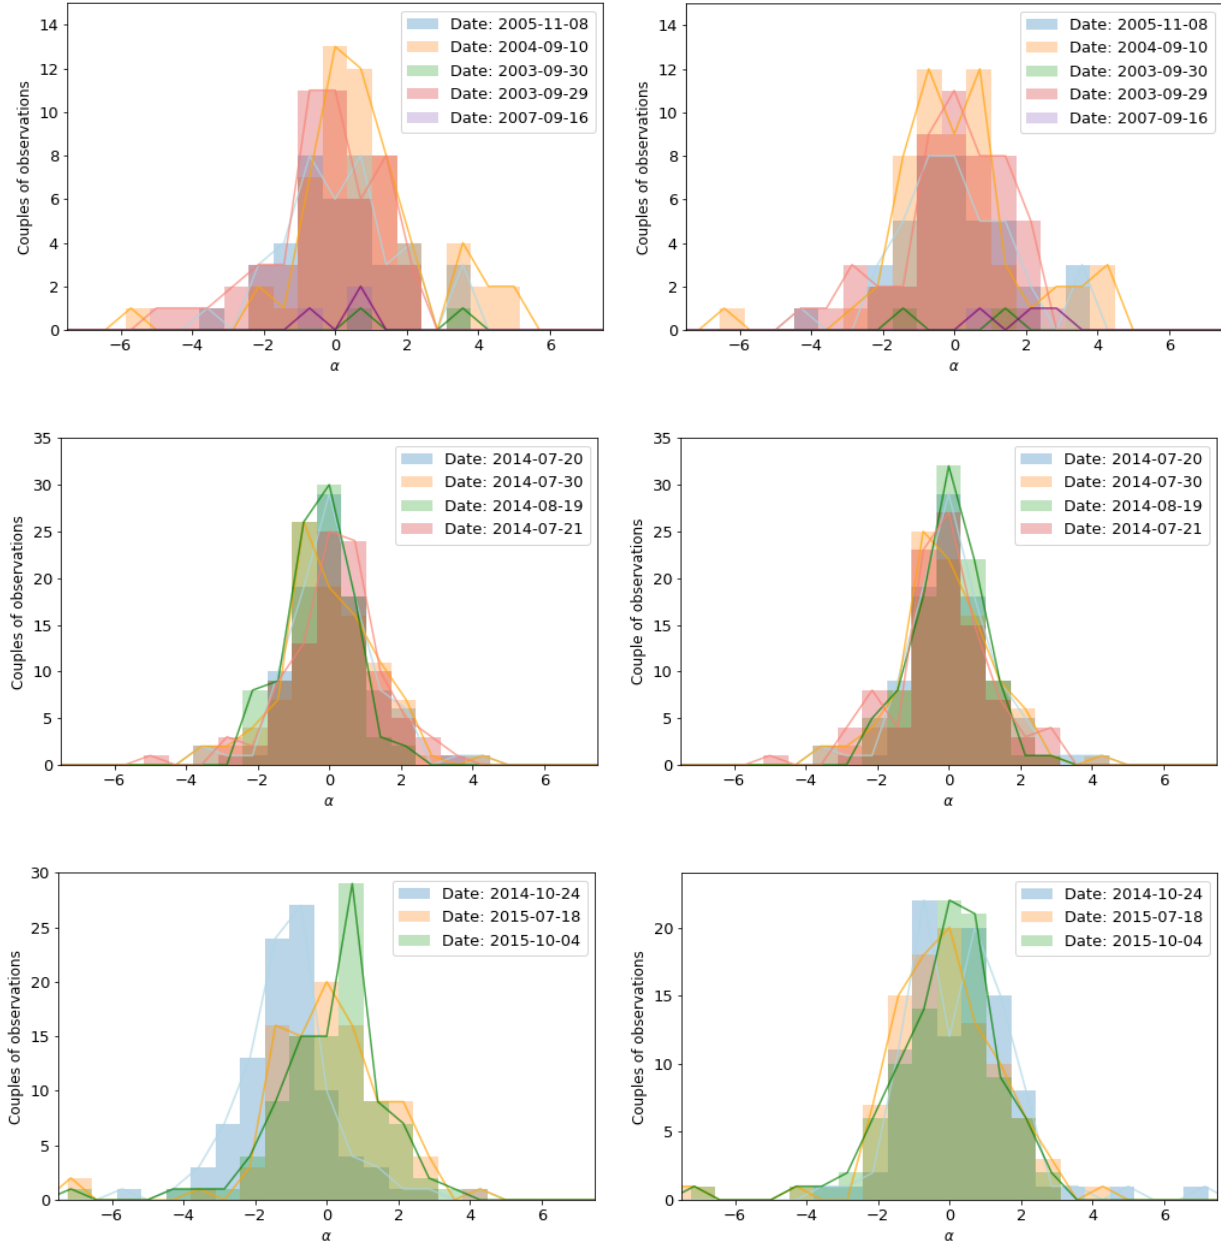 14
12
10
8
6
4
2
0
Couples of observations
Date: 2005-11-08
Date: 2004-09-10
Date: 2003-09-30
Date: 2003-09-29
Date: 2007-09-16
−6 −4 −2 0 2 4 6
α
14
12
10
8
6
4
2
0
Couples of observations
Date: 2005-11-08
Date: 2004-09-10
Date: 2003-09-30
Date: 2003-09-29
Date: 2007-09-16
−6 −4 −2 0 2 4 6
α
35
30
25
20
15
10
5
0
Couples of observations
Date: 2014-07-20
Date: 2014-07-30
Date: 2014-08-19
Date: 2014-07-21
−6 −4 −2 0 2 4 6
α
35
30
25
20
15
10
5
0
Couple of observations
Date: 2014-07-20
Date: 2014-07-30
Date: 2014-08-19
Date: 2014-07-21
−6 −4 −2 0 2 4 6
α
30
25
20
15
10
5
0
Couples of observations
Date: 2014-10-24
Date: 2015-07-18
Date: 2015-10-04
−6 −4 −2 0 2 4 6
α
20
15
10
5
0
Couples of observations
Date: 2014-10-24
Date: 2015-07-18
Date: 2015-10-04
−6 −4 −2 0 2 4 6
α